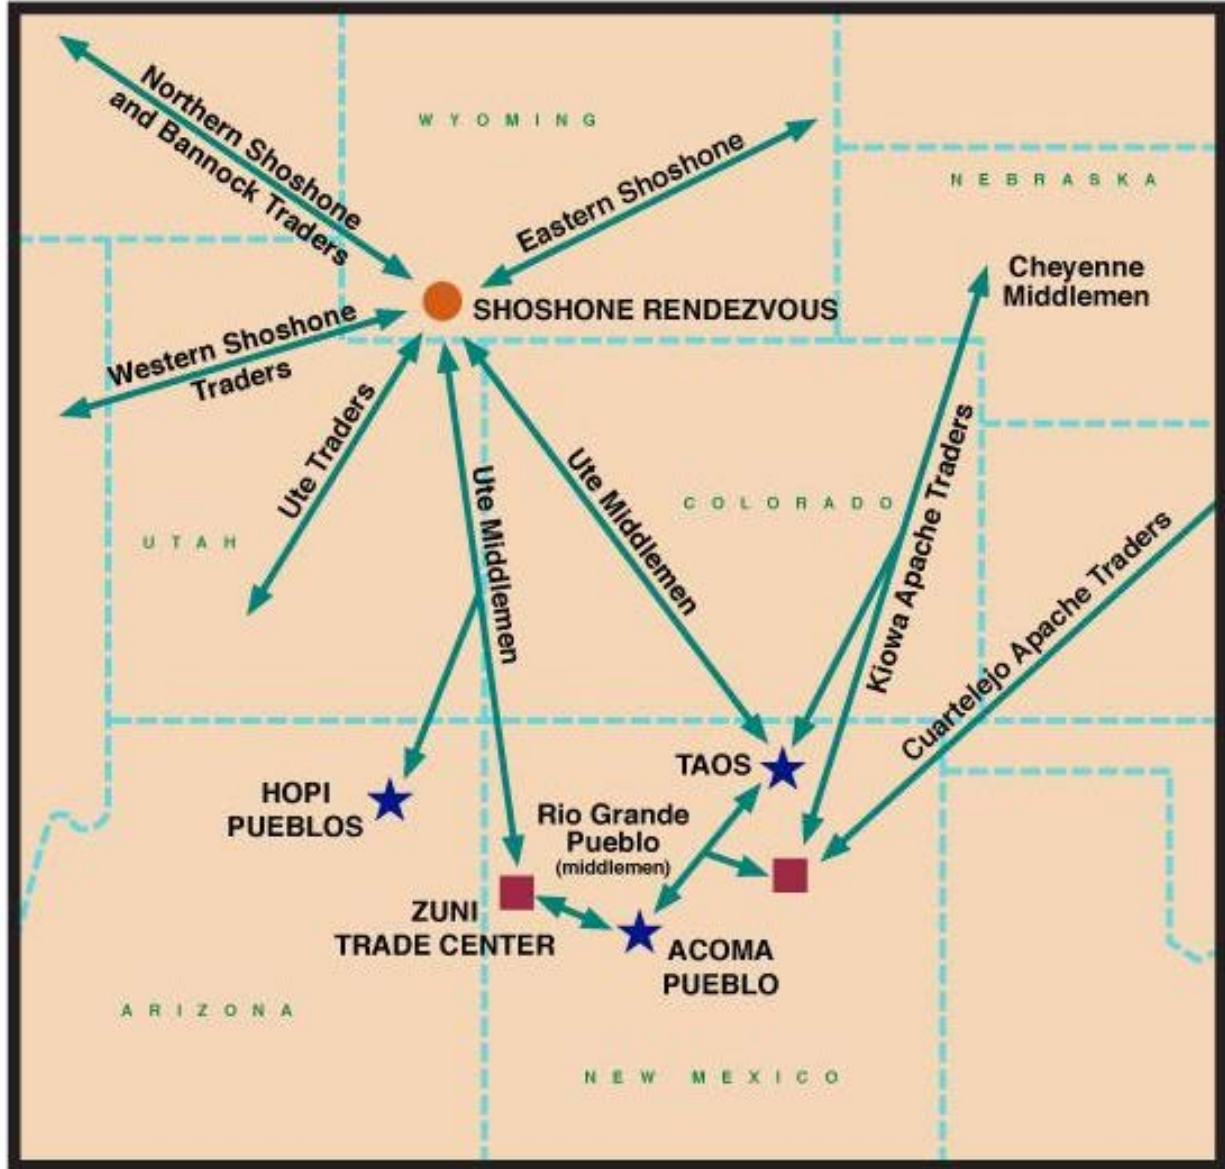 Northern Shoshone
and Bannock Traders
WYOMING
Eastern Shoshone
NEBRASKA
Cheyenne
Middlemen
SHOSHONE RENDEZVOUS
Western Shoshone
Traders
Ute Traders
Ute Middlemen
Ute Middlemen
COLORADO
Kiowa Apache Traders
Cuartelejo Apache Traders
UTAH
TAOS
HOPI
PUEBLOS
Rio Grande
Pueblo
(middlemen)
ZUNI
TRADE CENTER
ACOMA
PUEBLO
ARIZONA
NEW MEXICO